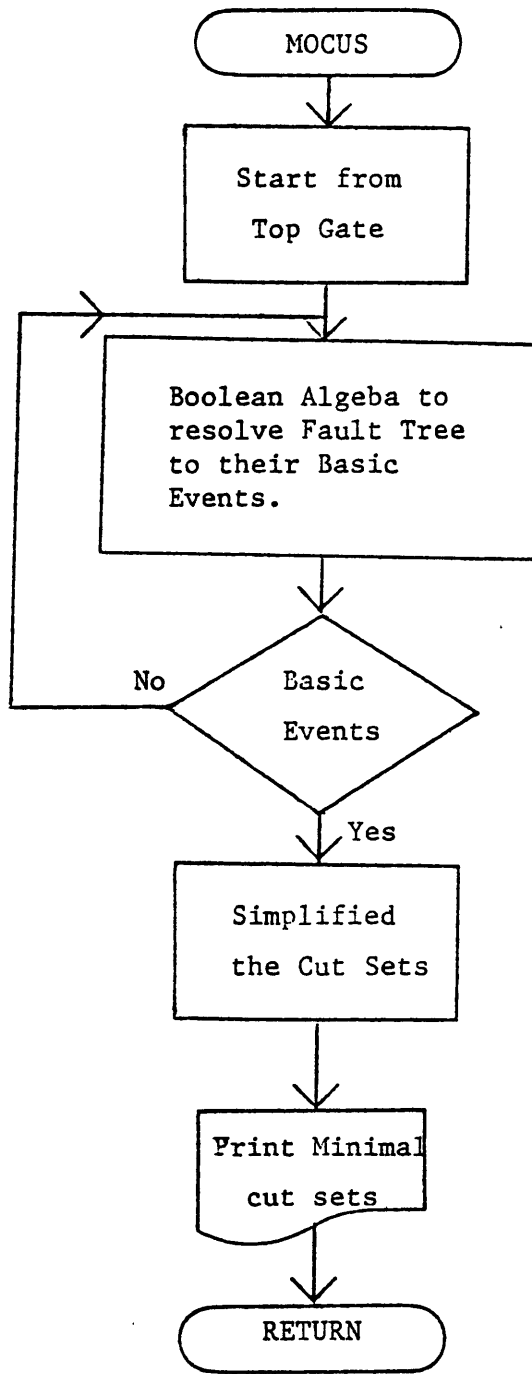 MOCUS
Start from
Top Gate
Boolean Algeba to
resolve Fault Tree
to their Basic
Events.
No
Basic
Events
Yes
Simplified
the Cut Sets
Print Minimal
cut sets
RETURN